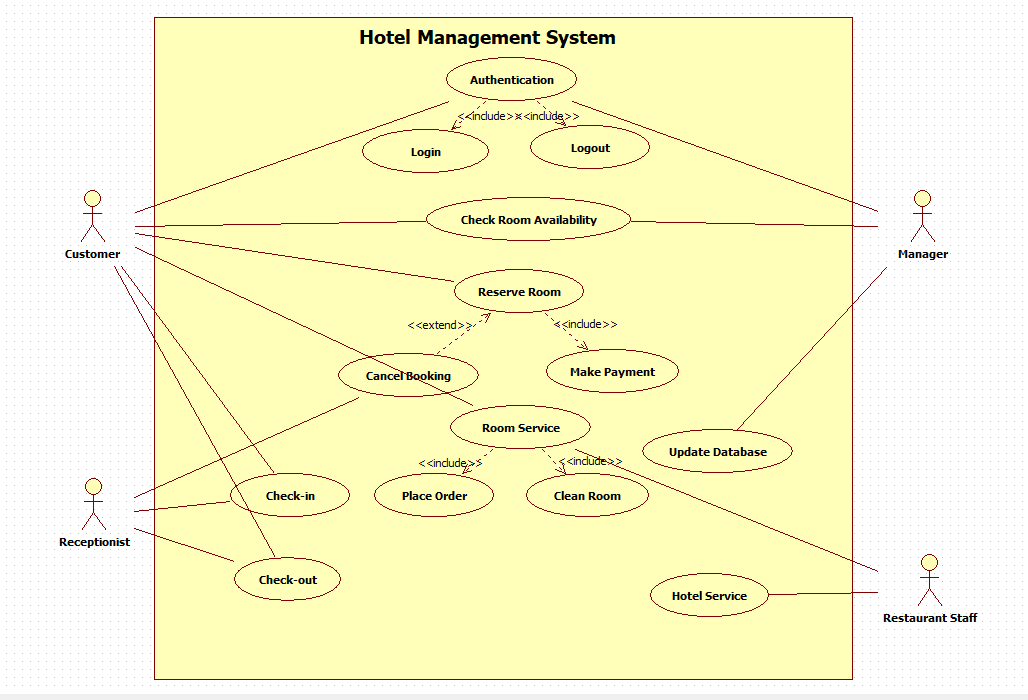 Hotel Management System
Authentication
<<include>>
<<include>>
Login
Logout
Check Room Availability
Customer
Manager
Reserve Room
<<extend>>
<<include>>
Cancel Booking
Make Payment
Room Service
Update Database
<<include>>
<<include>>
Check-in
Place Order
Clean Room
Receptionist
Check-out
Hotel Service
Restaurant Staff